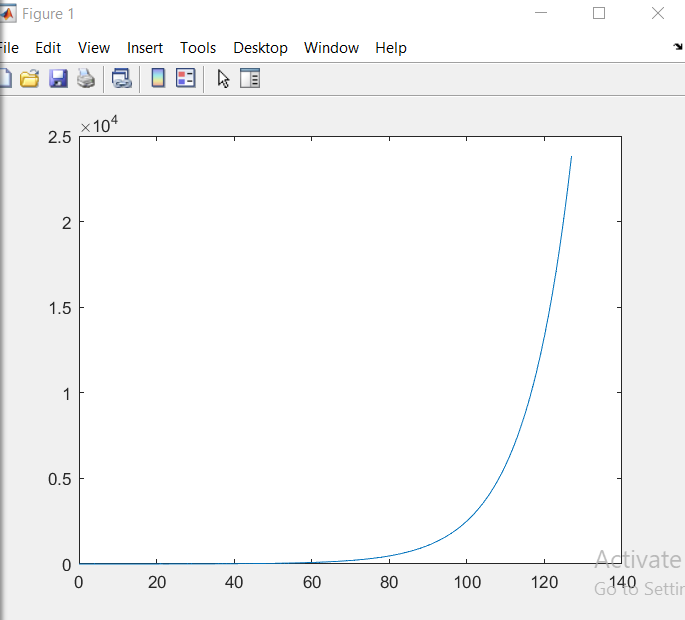 Figure 1
File Edit View Insert Tools Desktop Window Help
×10⁴
2.5
2
1.5
1
0.5
0
0 20 40 60 80 100 120 140
Activate
Go to Settin